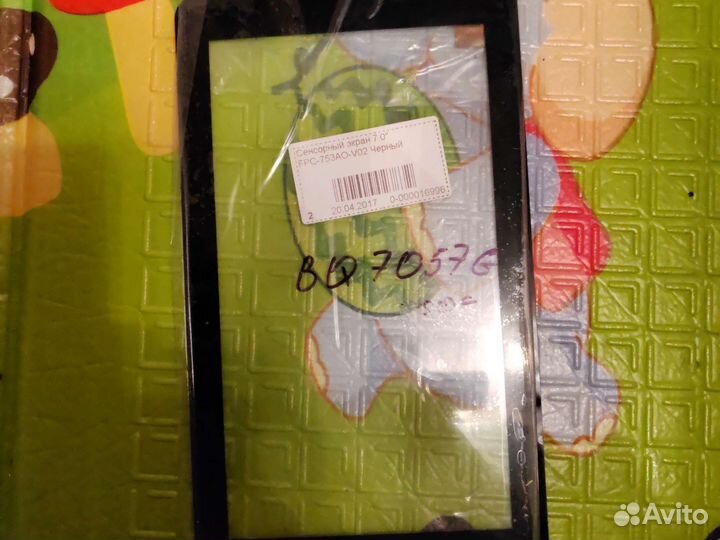 Сенсорный экран 7.0"
FPC-753AO-V02 Черный
2 20.04.2017 0-000016996
BQ 7057G
Avito